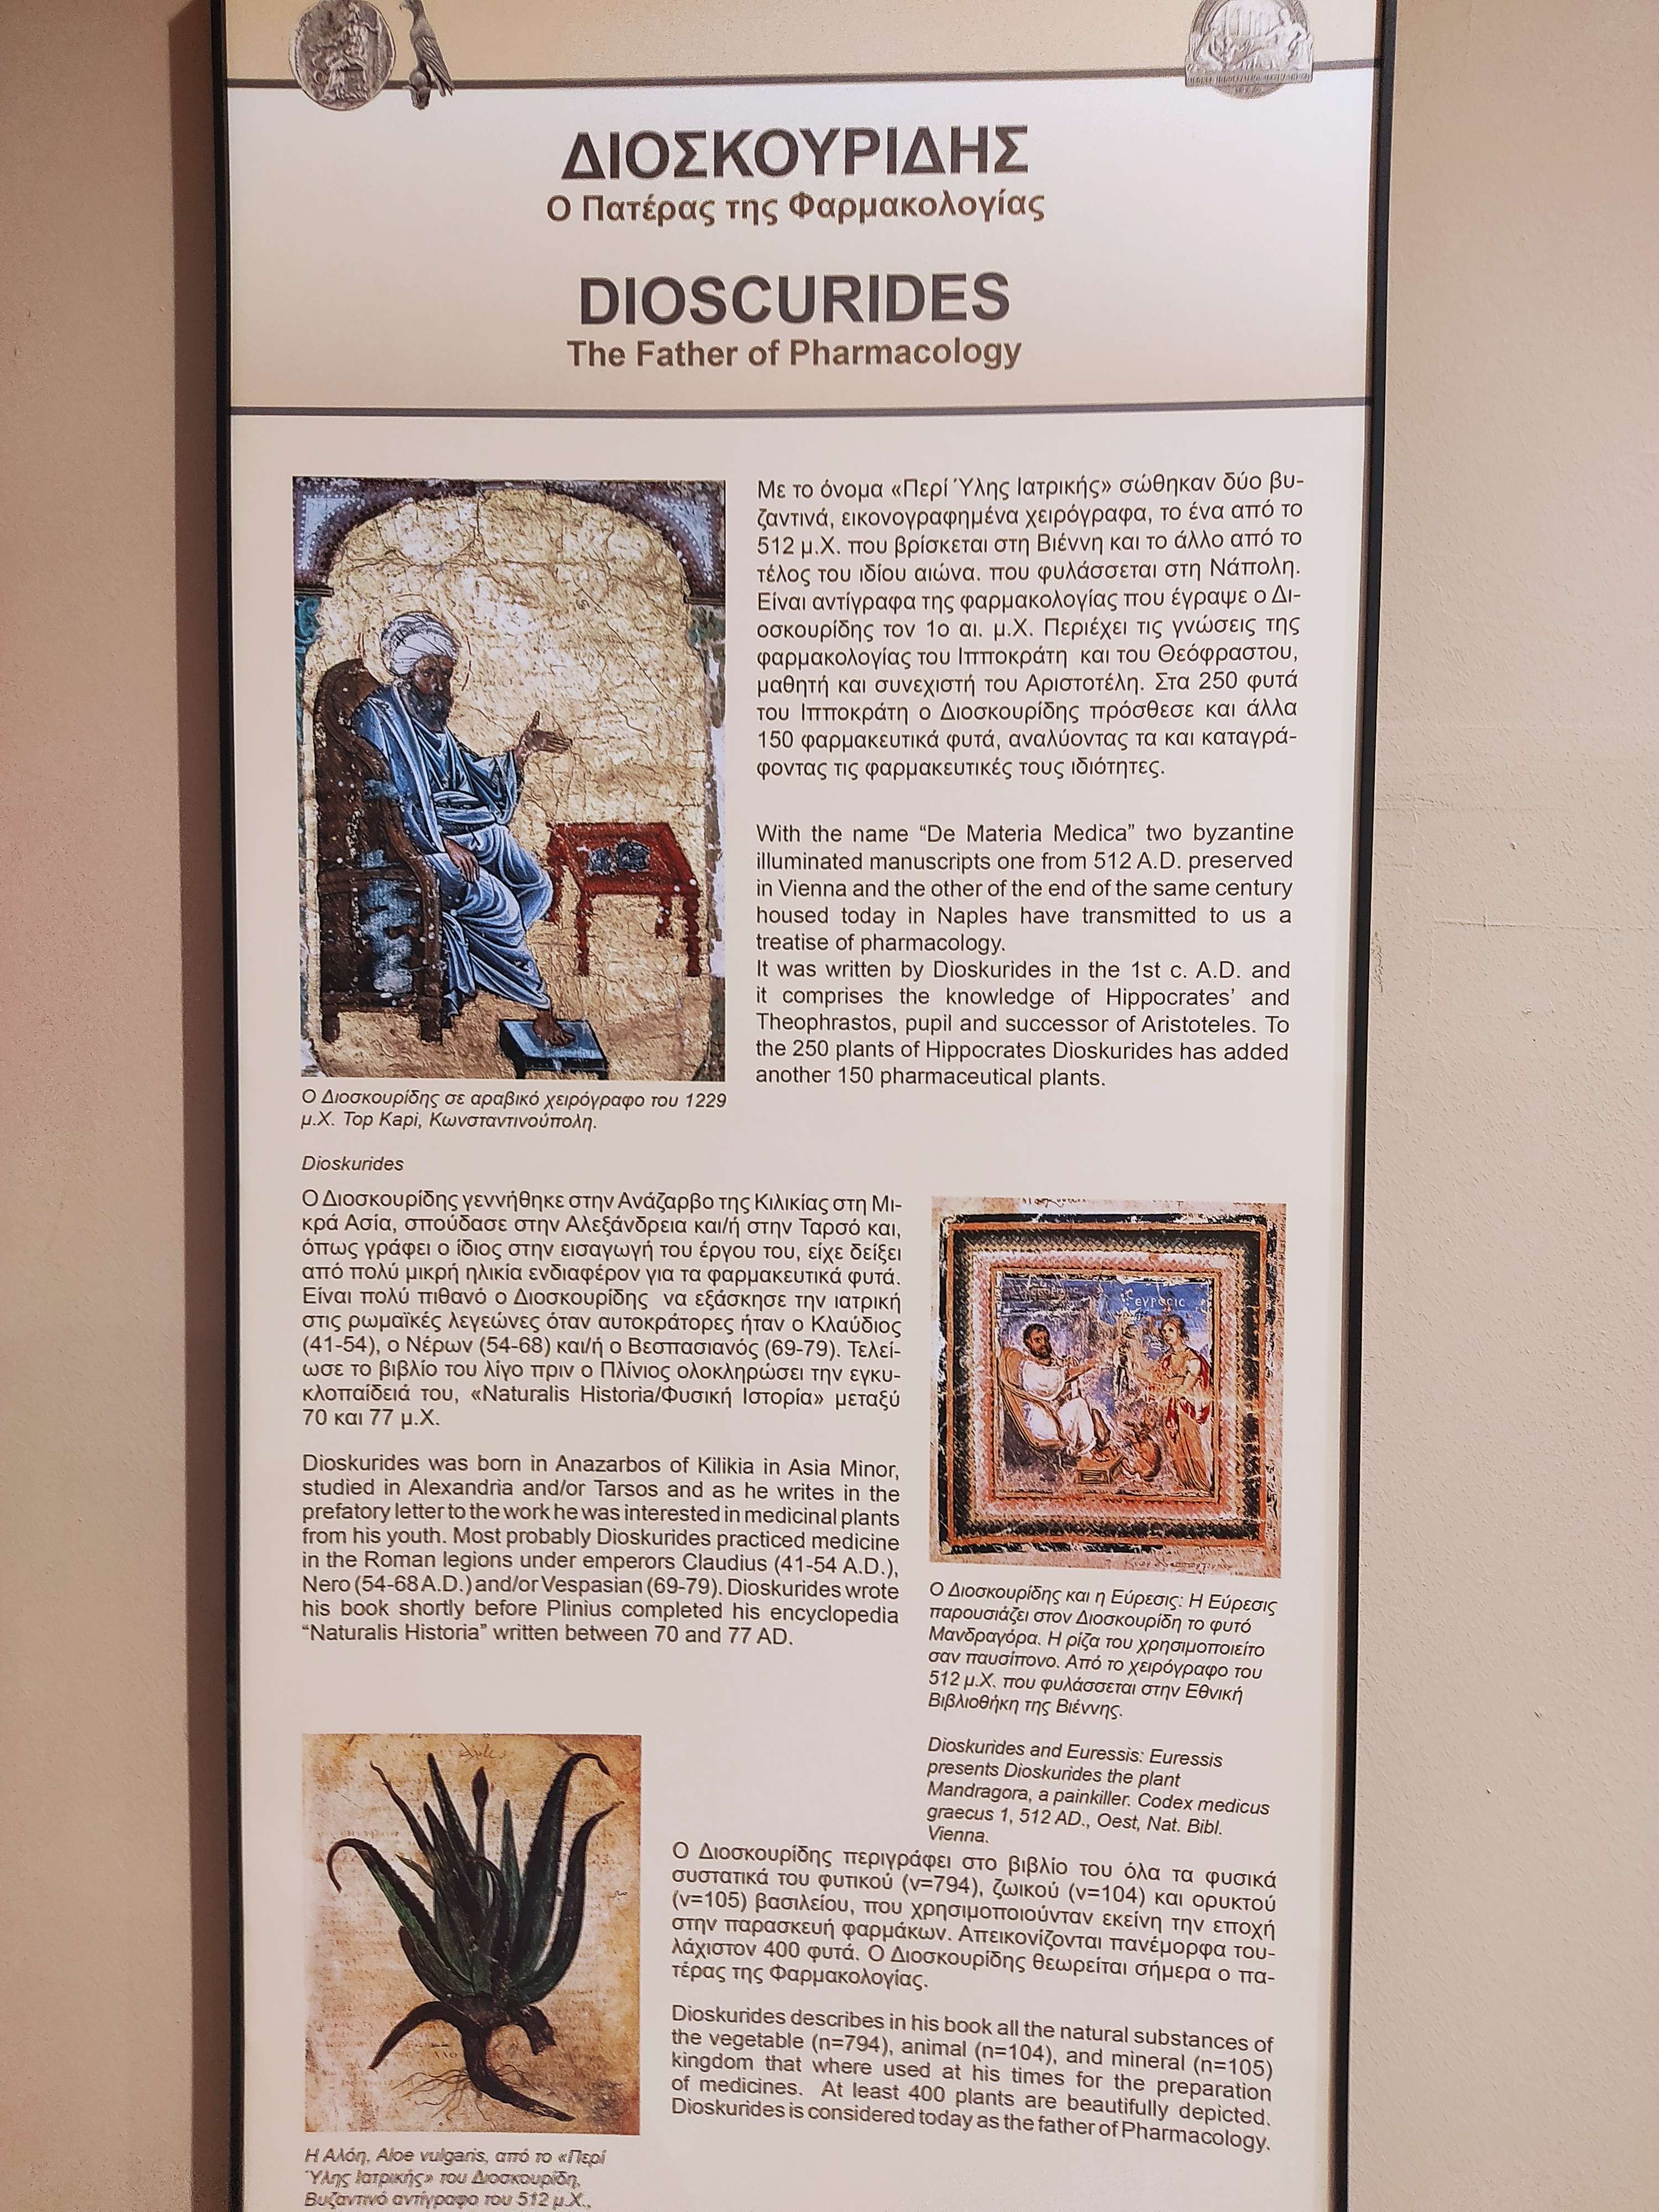 ΔΙΟΣΚΟΥΡΙΔΗΣ
Ο Πατέρας της Φαρμακολογίας
DIOSCURIDES
The Father of Pharmacology
Με το όνομα «Περί Ύλης Ιατρικής» σώθηκαν δύο βυ-
ζαντινά, εικονογραφημένα χειρόγραφα, το ένα από το
512 μ.Χ. που βρίσκεται στη Βιέννη και το άλλο από το
τέλος του ιδίου αιώνα. που φυλάσσεται στη Νάπολη.
Είναι αντίγραφα της φαρμακολογίας που έγραψε ο Δι-
οσκουρίδης τον 1ο αι. μ.Χ. Περιέχει τις γνώσεις της
φαρμακολογίας του Ιπποκράτη και του Θεόφραστου,
μαθητή και συνεχιστή του Αριστοτέλη. Στα 250 φυτά
του Ιπποκράτη ο Διοσκουρίδης πρόσθεσε και άλλα
150 φαρμακευτικά φυτά, αναλύοντας τα και καταγρά-
φοντας τις φαρμακευτικές τους ιδιότητες.
With the name “De Materia Medica” two byzantine
illuminated manuscripts one from 512 A.D. preserved
in Vienna and the other of the end of the same century
housed today in Naples have transmitted to us a
treatise of pharmacology.
It was written by Dioskurides in the 1st c. A.D. and
it comprises the knowledge of Hippocrates’ and
Theophrastos, pupil and successor of Aristoteles. To
the 250 plants of Hippocrates Dioskurides has added
another 150 pharmaceutical plants.
Ο Διοσκουρίδης σε αραβικό χειρόγραφο του 1229
μ.Χ. Top Kapi, Κωνσταντινούπολη.
Dioskurides
Ο Διοσκουρίδης γεννήθηκε στην Ανάζαρβο της Κιλικίας στη Μι-
κρά Ασία, σπούδασε στην Αλεξάνδρεια και/ή στην Ταρσό και,
όπως γράφει ο ίδιος στην εισαγωγή του έργου του, είχε δείξει
από πολύ μικρή ηλικία ενδιαφέρον για τα φαρμακευτικά φυτά.
Είναι πολύ πιθανό ο Διοσκουρίδης να εξάσκησε την ιατρική
στις ρωμαϊκές λεγεώνες όταν αυτοκράτορες ήταν ο Κλαύδιος
(41-54), ο Νέρων (54-68) και/ή ο Βεσπασιανός (69-79). Τελεί-
ωσε το βιβλίο του λίγο πριν ο Πλίνιος ολοκληρώσει την εγκυ-
κλοπαίδειά του, «Naturalis Historia/Φυσική Ιστορία» μεταξύ
70 και 77 μ.Χ.
Dioskurides was born in Anazarbos of Kilikia in Asia Minor,
studied in Alexandria and/or Tarsos and as he writes in the
prefatory letter to the work he was interested in medicinal plants
from his youth. Most probably Dioskurides practiced medicine
in the Roman legions under emperors Claudius (41-54 A.D.),
Nero (54-68 A.D.) and/or Vespasian (69-79). Dioskurides wrote
his book shortly before Plinius completed his encyclopedia
“Naturalis Historia” written between 70 and 77 AD.
ΕΥΡΕCΙC
Ο Διοσκουρίδης και η Εύρεσις: Η Εύρεσις
παρουσιάζει στον Διοσκουρίδη το φυτό
Μανδραγόρα. Η ρίζα του χρησιμοποιείτο
σαν παυσίπονο. Από το χειρόγραφο του
512 μ.Χ. που φυλάσσεται στην Εθνική
Βιβλιοθήκη της Βιέννης.
Dioskurides and Euressis: Euressis
presents Dioskurides the plant
Mandragora, a painkiller. Codex medicus
graecus 1, 512 AD., Oest, Nat. Bibl.
Vienna.
Ο Διοσκουρίδης περιγράφει στο βιβλίο του όλα τα φυσικά
συστατικά του φυτικού (ν=794), ζωικού (ν=104) και ορυκτού
(ν=105) βασιλείου, που χρησιμοποιούνταν εκείνη την εποχή
στην παρασκευή φαρμάκων. Απεικονίζονται πανέμορφα του-
λάχιστον 400 φυτά. Ο Διοσκουρίδης θεωρείται σήμερα ο πα-
τέρας της Φαρμακολογίας.
Dioskurides describes in his book all the natural substances of
the vegetable (n=794), animal (n=104), and mineral (n=105)
kingdom that where used at his times for the preparation
of medicines. At least 400 plants are beautifully depicted.
Dioskurides is considered today as the father of Pharmacology.
Η Αλόη, Aloe vulgaris, από το «Περί
Ύλης Ιατρικής» του Διοσκουρίδη,
Βυζαντινό αντίγραφο του 512 μ.Χ.,